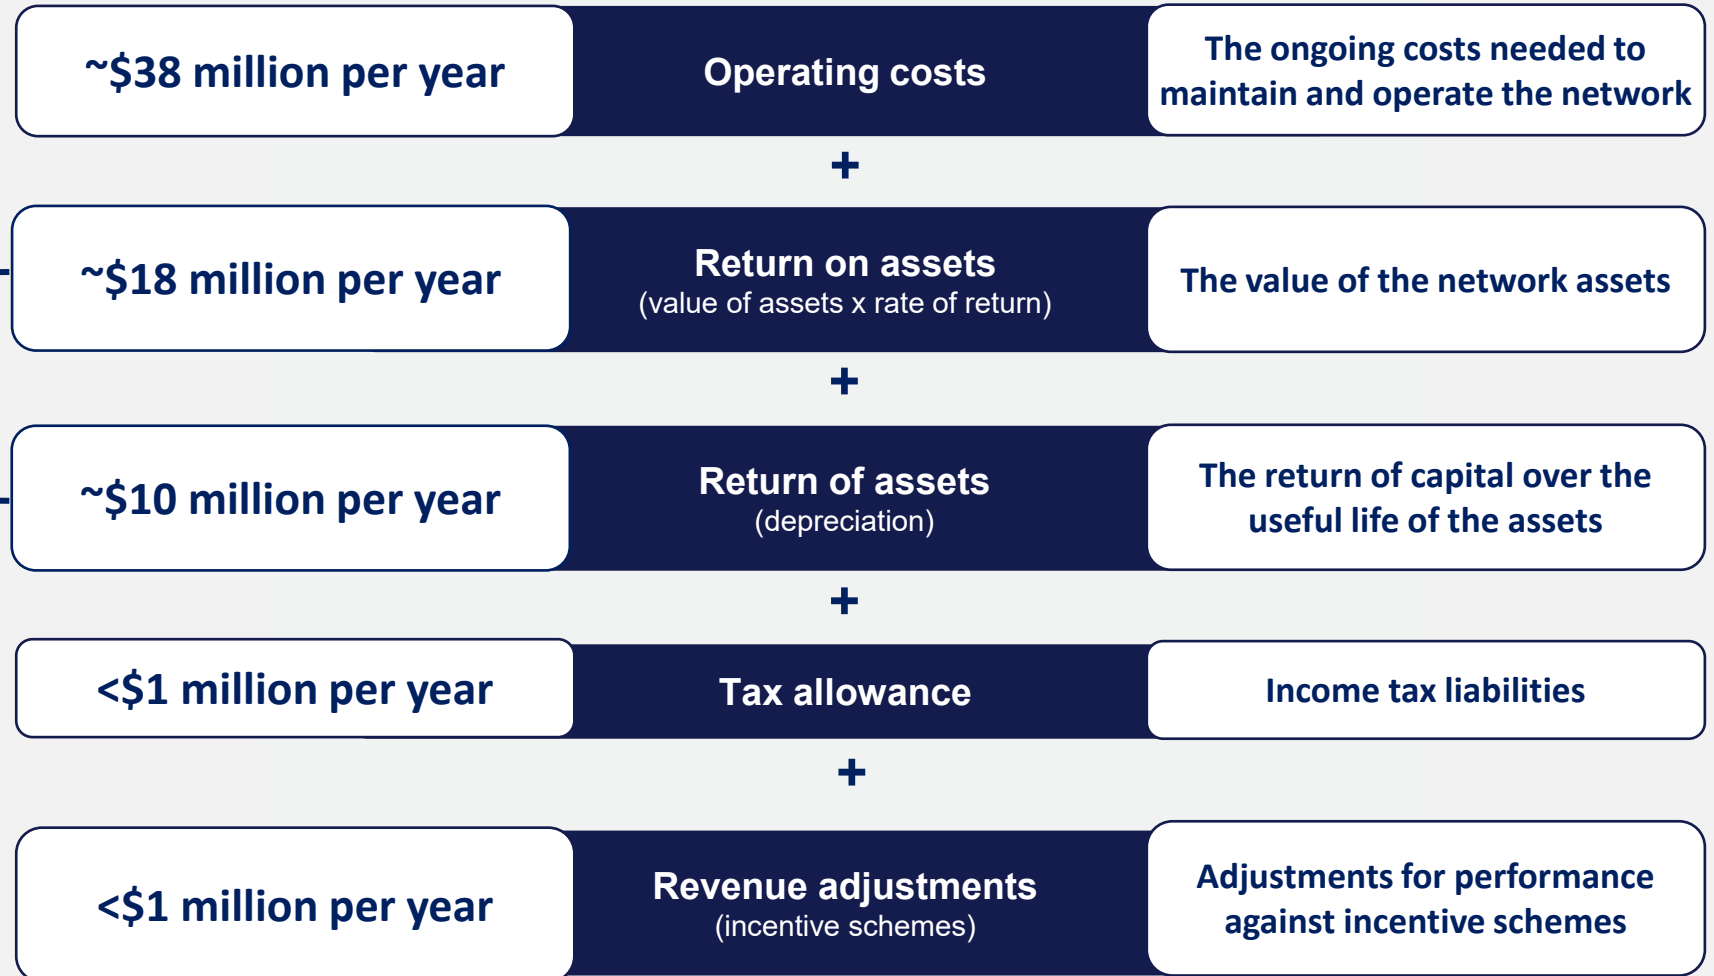 ~$38 million per year
Operating costs
The ongoing costs needed to
maintain and operate the network
+
~$18 million per year
Return on assets
(value of assets x rate of return)
The value of the network assets
+
~$10 million per year
Return of assets
(depreciation)
The return of capital over the
useful life of the assets
+
<$1 million per year
Tax allowance
Income tax liabilities
+
<$1 million per year
Revenue adjustments
(incentive schemes)
Adjustments for performance
against incentive schemes